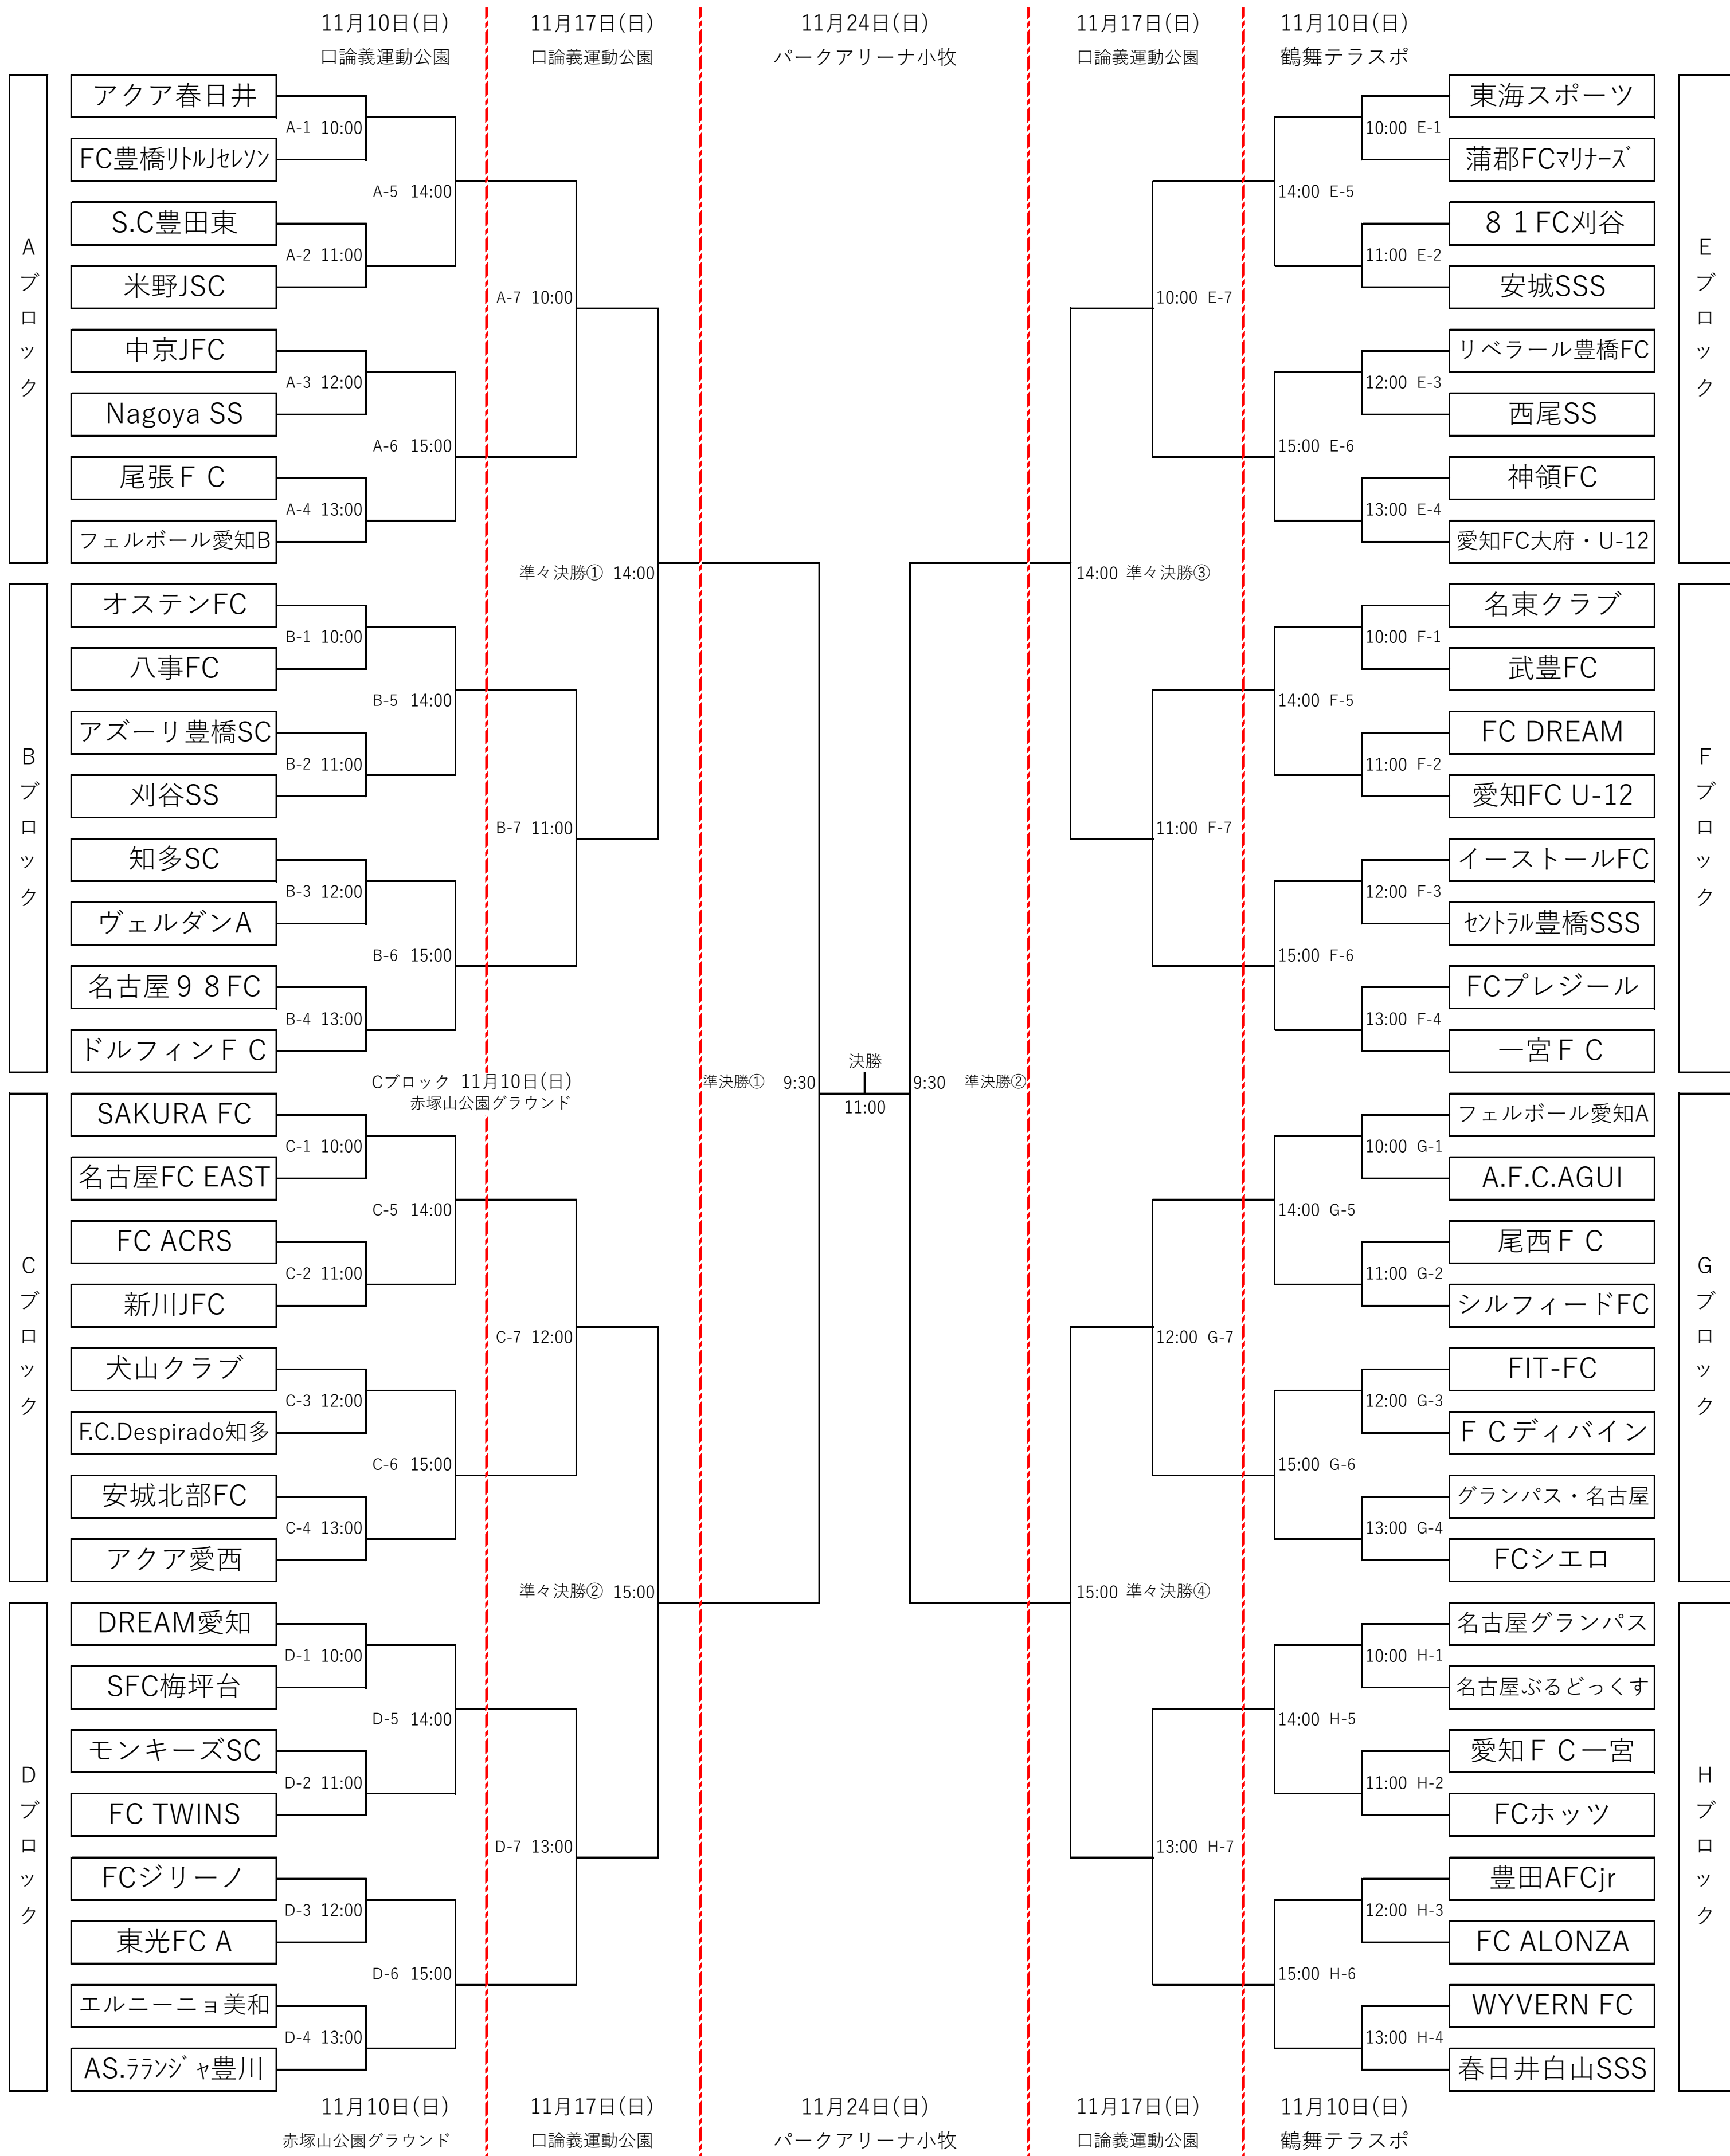 11月10日(日)
口論義運動公園
11月17日(日)
口論義運動公園
11月24日(日)
パークアリーナ小牧
11月17日(日)
口論義運動公園
11月10日(日)
鶴舞テラスポ
Aブロック
アクア春日井
A-1 10:00
FC豊橋リトルJセレソン
A-5 14:00
S.C豊田東
A-2 11:00
米野JSC
A-7 10:00
中京JFC
A-3 12:00
Nagoya SS
A-6 15:00
尾張ＦＣ
A-4 13:00
フェルボール愛知B
準々決勝① 14:00
Bブロック
オステンFC
B-1 10:00
八事FC
B-5 14:00
アズーリ豊橋SC
B-2 11:00
刈谷SS
B-7 11:00
知多SC
B-3 12:00
ヴェルダンA
B-6 15:00
名古屋９８FC
B-4 13:00
ドルフィンＦＣ
Cブロック 11月10日(日)
赤塚山公園グラウンド
準決勝① 9:30
決勝
11:00
9:30 準決勝②
Cブロック
SAKURA FC
C-1 10:00
名古屋FC EAST
C-5 14:00
FC ACRS
C-2 11:00
新川JFC
C-7 12:00
犬山クラブ
C-3 12:00
F.C.Despirado知多
C-6 15:00
安城北部FC
C-4 13:00
アクア愛西
準々決勝② 15:00
Dブロック
DREAM愛知
D-1 10:00
SFC梅坪台
D-5 14:00
モンキーズSC
D-2 11:00
FC TWINS
D-7 13:00
FCジリーノ
D-3 12:00
東光FC A
D-6 15:00
エルニーニョ美和
D-4 13:00
AS.ﾗﾗﾝｼﾞｬ豊川
Eブロック
東海スポーツ
10:00 E-1
蒲郡FCマリナーズ
14:00 E-5
８１FC刈谷
11:00 E-2
安城SSS
10:00 E-7
リベラール豊橋FC
12:00 E-3
西尾SS
15:00 E-6
神領FC
13:00 E-4
愛知FC大府・U-12
14:00 準々決勝③
Fブロック
名東クラブ
10:00 F-1
武豊FC
14:00 F-5
FC DREAM
11:00 F-2
愛知FC U-12
11:00 F-7
イーストールFC
12:00 F-3
セントラル豊橋SSS
15:00 F-6
FCプレジール
13:00 F-4
一宮ＦＣ
Gブロック
フェルボール愛知A
10:00 G-1
A.F.C.AGUI
14:00 G-5
尾西ＦＣ
11:00 G-2
シルフィードFC
12:00 G-7
FIT-FC
12:00 G-3
ＦＣディバイン
15:00 G-6
グランパス・名古屋
13:00 G-4
FCシエロ
15:00 準々決勝④
Hブロック
名古屋グランパス
10:00 H-1
名古屋ぶるどっくす
14:00 H-5
愛知ＦＣ一宮
11:00 H-2
FCホッツ
13:00 H-7
豊田AFCjr
12:00 H-3
FC ALONZA
15:00 H-6
WYVERN FC
13:00 H-4
春日井白山SSS
11月10日(日)
赤塚山公園グラウンド
11月17日(日)
口論義運動公園
11月24日(日)
パークアリーナ小牧
11月17日(日)
口論義運動公園
11月10日(日)
鶴舞テラスポ